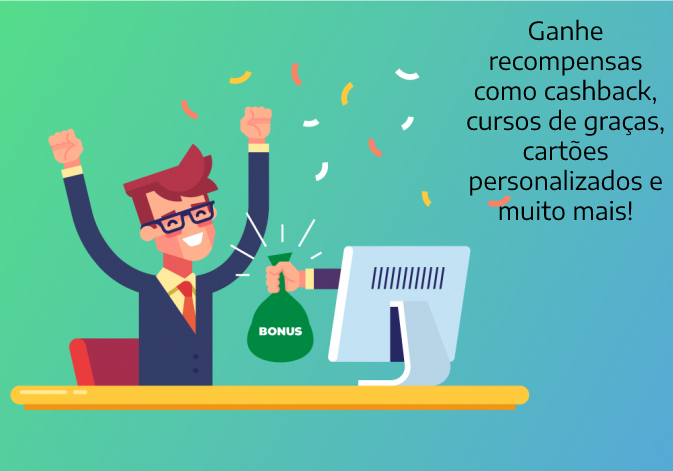 Ganhe
recompensas
como cashback,
cursos de graças,
cartões
personalizados e
muito mais!
BONUS